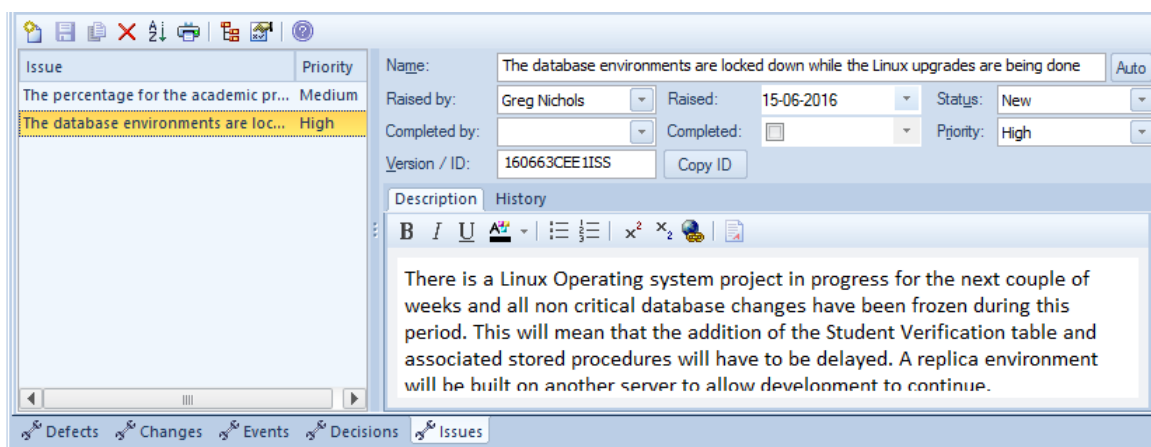 Issue Priority
The percentage for the academic pr... Medium
The database environments are loc... High
Name: The database environments are locked down while the Linux upgrades are being done Auto
Raised by: Greg Nichols Raised: 15-06-2016 Status: New
Completed by: Completed: Priority: High
Version / ID: 160663CEE1ISS Copy ID
Description History
B I U A x² ×₂
There is a Linux Operating system project in progress for the next couple of
weeks and all non critical database changes have been frozen during this
period. This will mean that the addition of the Student Verification table and
associated stored procedures will have to be delayed. A replica environment
will be built on another server to allow development to continue.
Defects Changes Events Decisions Issues